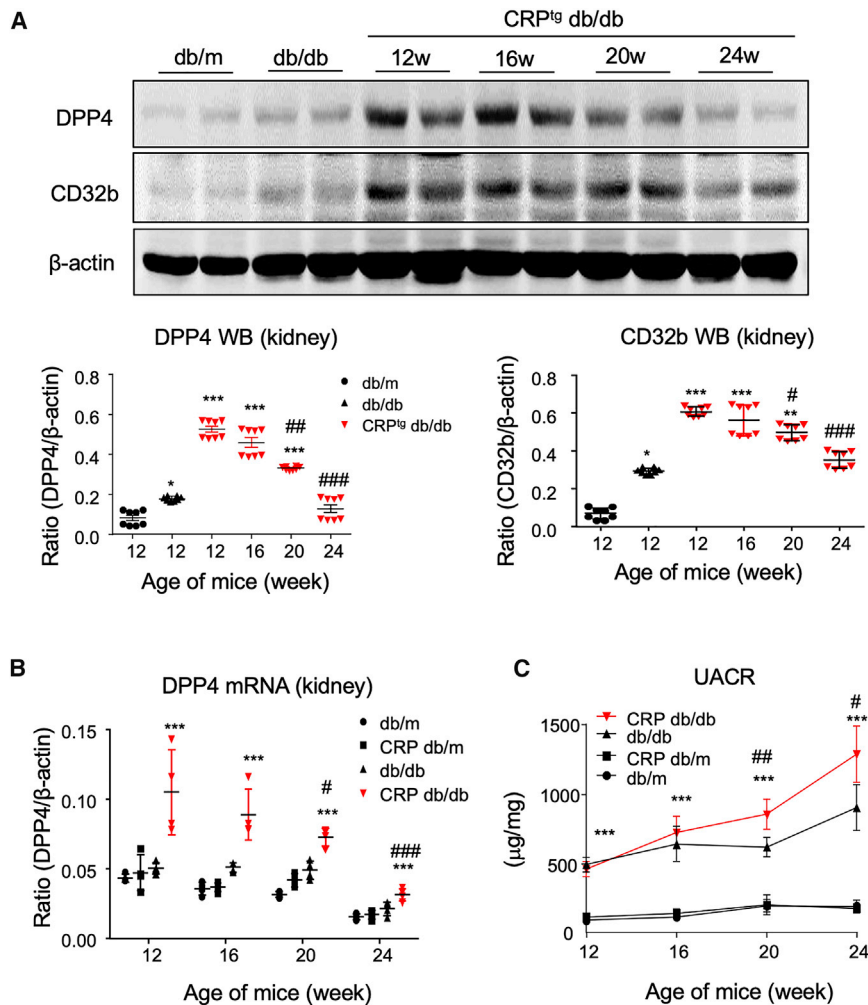 A
CRPtg db/db
db/m db/db 12w 16w 20w 24w
DPP4
CD32b
β-actin
DPP4 WB (kidney)
Ratio (DPP4/β-actin)
0.8
0.6
0.4
0.2
0.0
* *** *** ## *** ###
12 12 12 16 20 24
Age of mice (week)
db/m
db/db
CRPtg db/db
CD32b WB (kidney)
Ratio (CD32b/β-actin)
0.8
0.6
0.4
0.2
0.0
* *** *** # ** ###
12 12 12 16 20 24
Age of mice (week)
B
DPP4 mRNA (kidney)
Ratio (DPP4/β-actin)
0.15
0.10
0.05
0.00
*** *** # *** ### ***
12 16 20 24
Age of mice (week)
db/m
CRP db/m
db/db
CRP db/db
C
UACR
(μg/mg)
1500
1000
500
0
CRP db/db
db/db
CRP db/m
db/m
*** *** ## *** # ***
12 16 20 24
Age of mice (week)